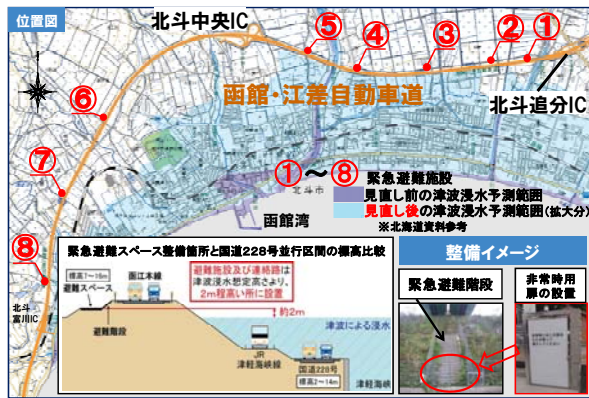 位置図
北斗中央IC
⑤
④
③
②
①
函館・江差自動車道
北斗追分IC
⑥
⑦
⑧
①～⑧ 緊急避難施設
北斗市
見直し前の津波浸水予測範囲
見直し後の津波浸水予測範囲(拡大分)
※北海道資料参考
函館湾
北斗
富川IC
緊急避難スペース整備箇所と国道228号並行区間の標高比較
標高7～15m
函江本線
避難スペース
避難施設及び連絡路は
津波浸水想定高さより、
2m程高い所に設置
約2m
避難階段
津波による浸水
JR
津軽海峡線
国道228号
標高2～14m
津軽海峡
整備イメージ
緊急避難階段
非常時用
扉の設置